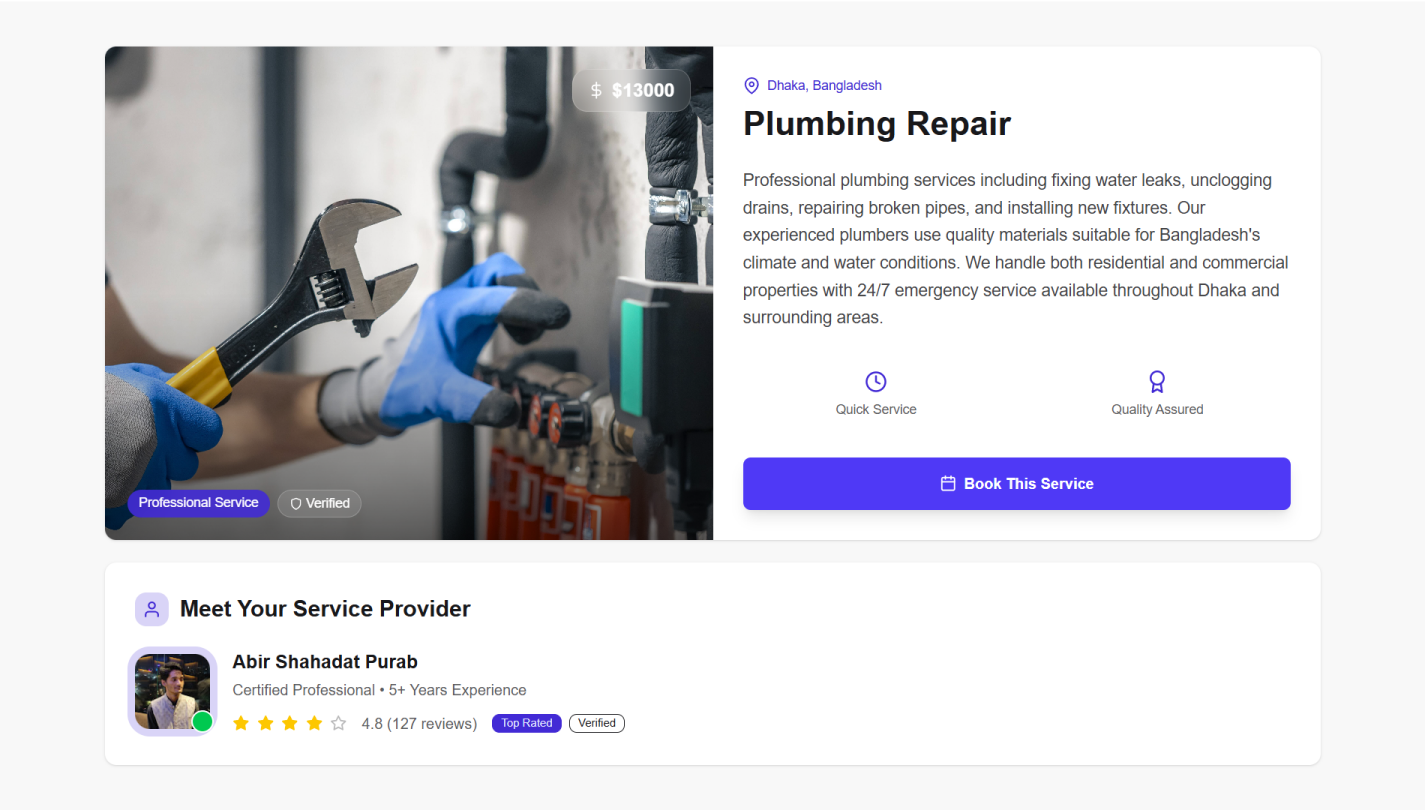 $ $13000
Professional Service
Verified
Dhaka, Bangladesh
Plumbing Repair
Professional plumbing services including fixing water leaks, unclogging
drains, repairing broken pipes, and installing new fixtures. Our
experienced plumbers use quality materials suitable for Bangladesh's
climate and water conditions. We handle both residential and commercial
properties with 24/7 emergency service available throughout Dhaka and
surrounding areas.
Quick Service
Quality Assured
Book This Service
Meet Your Service Provider
Abir Shahadat Purab
Certified Professional • 5+ Years Experience
4.8 (127 reviews) Top Rated Verified